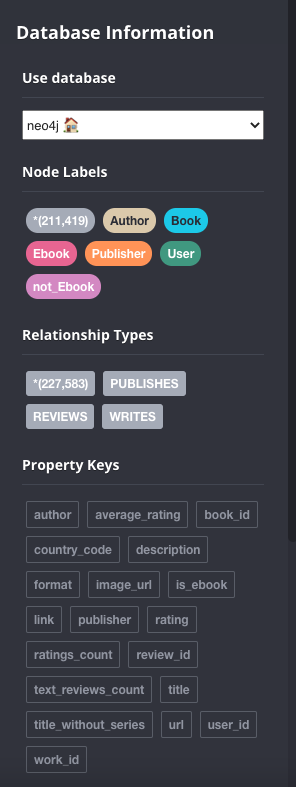 Database Information
Use database
neo4j 🏠
Node Labels
*(211,419) Author Book
Ebook Publisher User
not_Ebook
Relationship Types
*(227,583) PUBLISHES
REVIEWS WRITES
Property Keys
author average_rating book_id
country_code description
format image_url is_ebook
link publisher rating
ratings_count review_id
text_reviews_count title
title_without_series url user_id
work_id